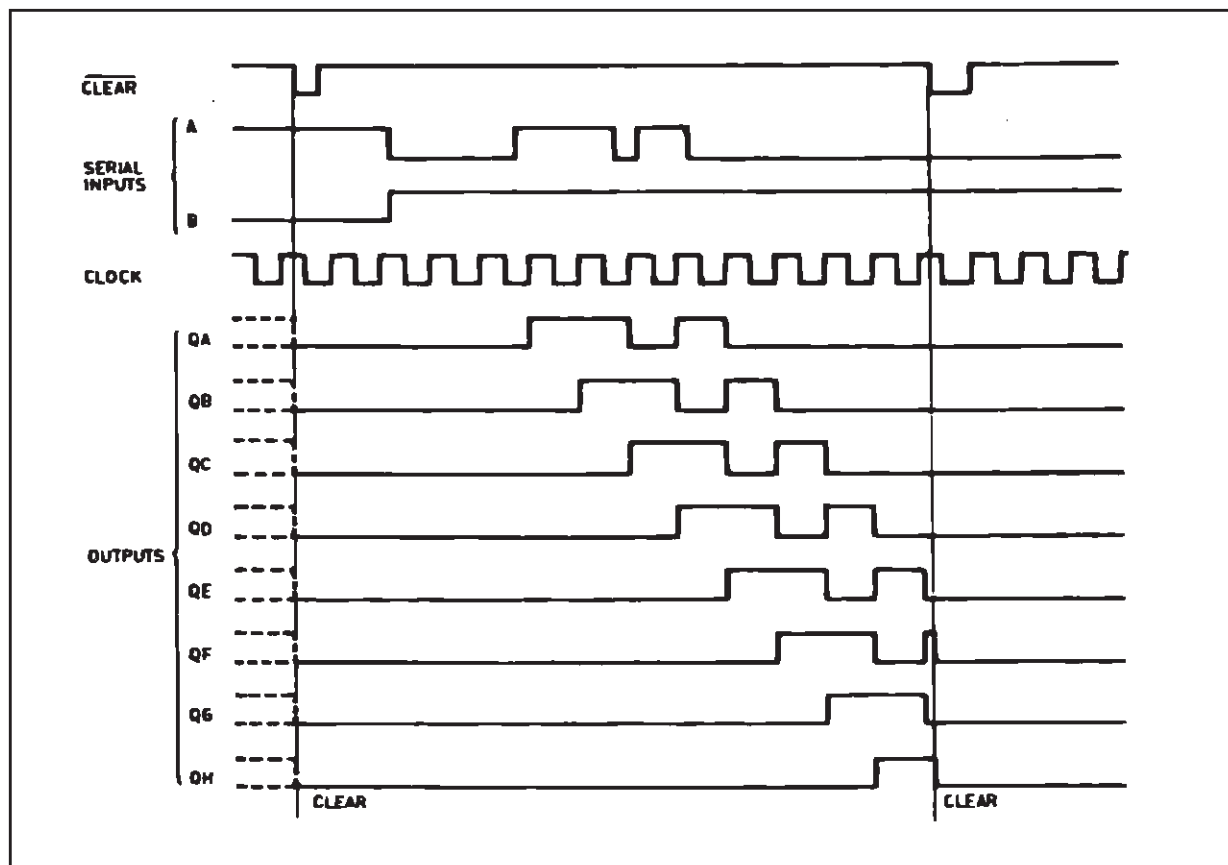 CLEAR
A
SERIAL
INPUTS
B
CLOCK
QA
QB
QC
QD
OUTPUTS
QE
QF
QG
QH
CLEAR
CLEAR